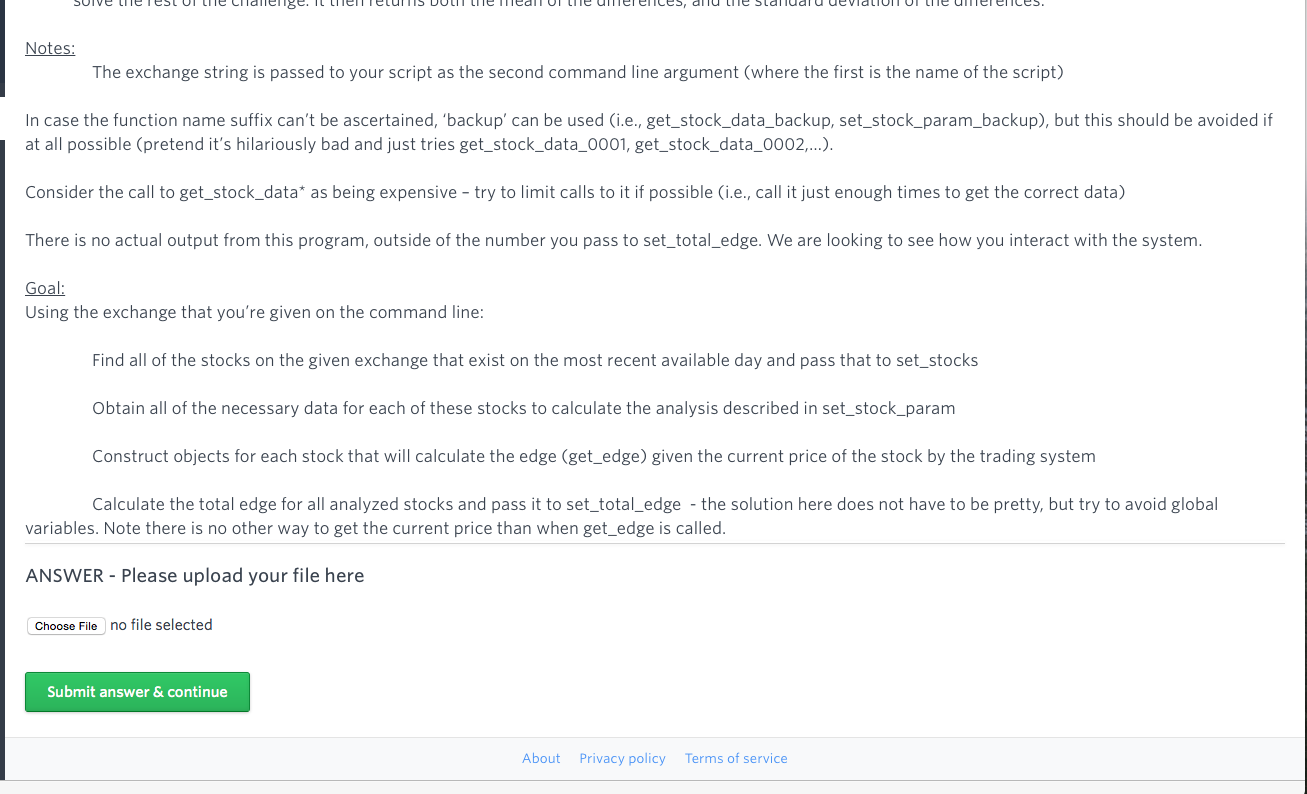 solve the rest of the challenge. It then returns both the mean of the differences, and the standard deviation of the differences.
Notes:
The exchange string is passed to your script as the second command line argument (where the first is the name of the script)
In case the function name suffix can’t be ascertained, ‘backup’ can be used (i.e., get_stock_data_backup, set_stock_param_backup), but this should be avoided if
at all possible (pretend it’s hilariously bad and just tries get_stock_data_0001, get_stock_data_0002,...).
Consider the call to get_stock_data* as being expensive – try to limit calls to it if possible (i.e., call it just enough times to get the correct data)
There is no actual output from this program, outside of the number you pass to set_total_edge. We are looking to see how you interact with the system.
Goal:
Using the exchange that you’re given on the command line:
Find all of the stocks on the given exchange that exist on the most recent available day and pass that to set_stocks
Obtain all of the necessary data for each of these stocks to calculate the analysis described in set_stock_param
Construct objects for each stock that will calculate the edge (get_edge) given the current price of the stock by the trading system
Calculate the total edge for all analyzed stocks and pass it to set_total_edge  - the solution here does not have to be pretty, but try to avoid global
variables. Note there is no other way to get the current price than when get_edge is called.
ANSWER - Please upload your file here
Choose File no file selected
Submit answer & continue
About Privacy policy Terms of service